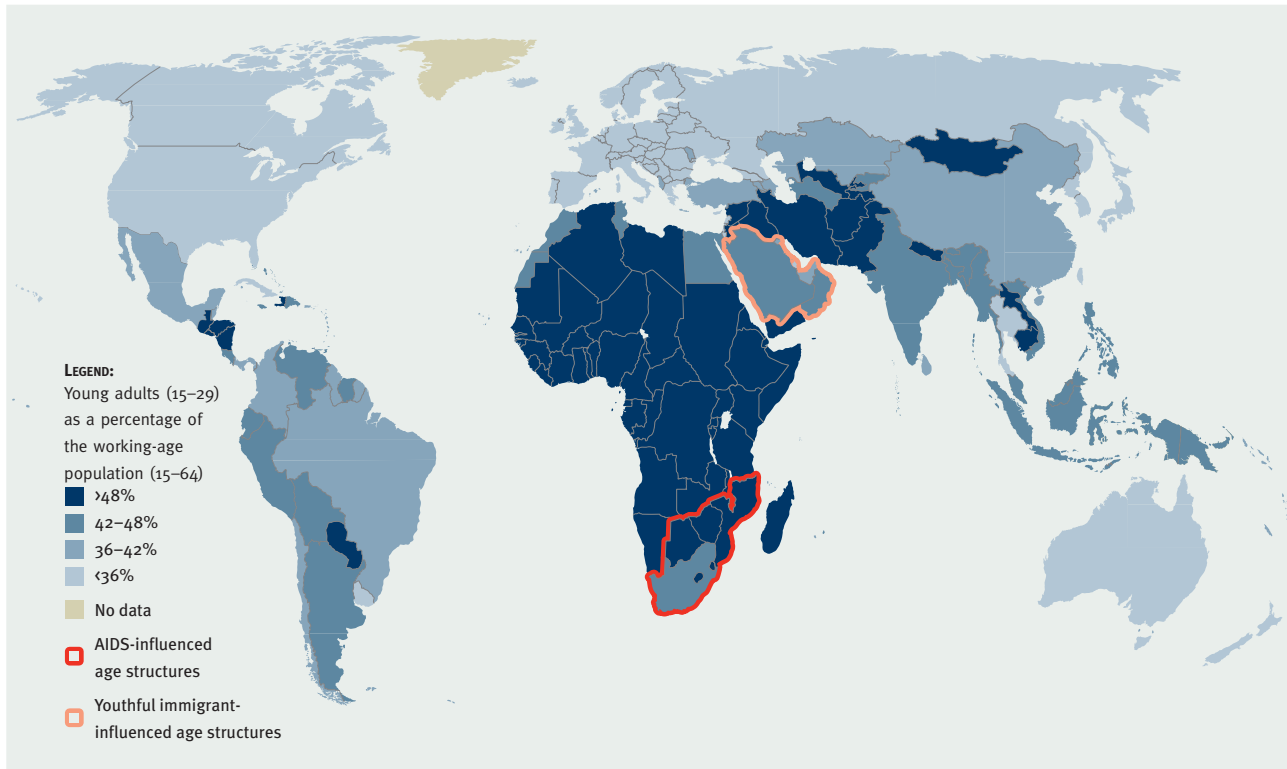 LEGEND:
Young adults (15–29)
as a percentage of
the working-age
population (15–64)
>48%
42–48%
36–42%
<36%
No data
AIDS-influenced
age structures
Youthful immigrant-
influenced age structures